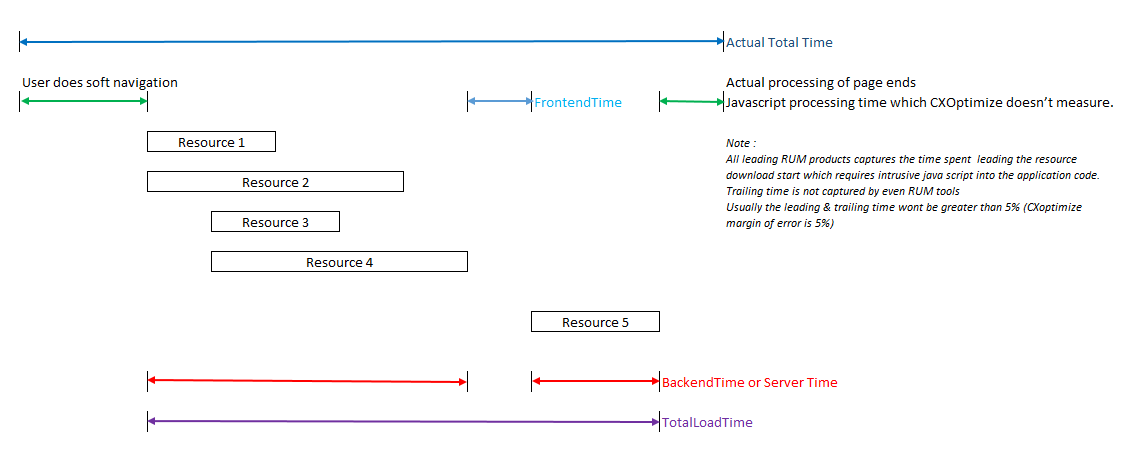 Actual Total Time
User does soft navigation
Actual processing of page ends
FrontendTime
Javascript processing time which CXOptimize doesn't measure.
Resource 1
Note :
All leading RUM products captures the time spent  leading the resource
download start which requires intrusive java script into the application code.
Trailing time is not captured by even RUM tools
Usually the leading & trailing time wont be greater than 5% (CXoptimize
margin of error is 5%)
Resource 2
Resource 3
Resource 4
Resource 5
BackendTime or Server Time
TotalLoadTime